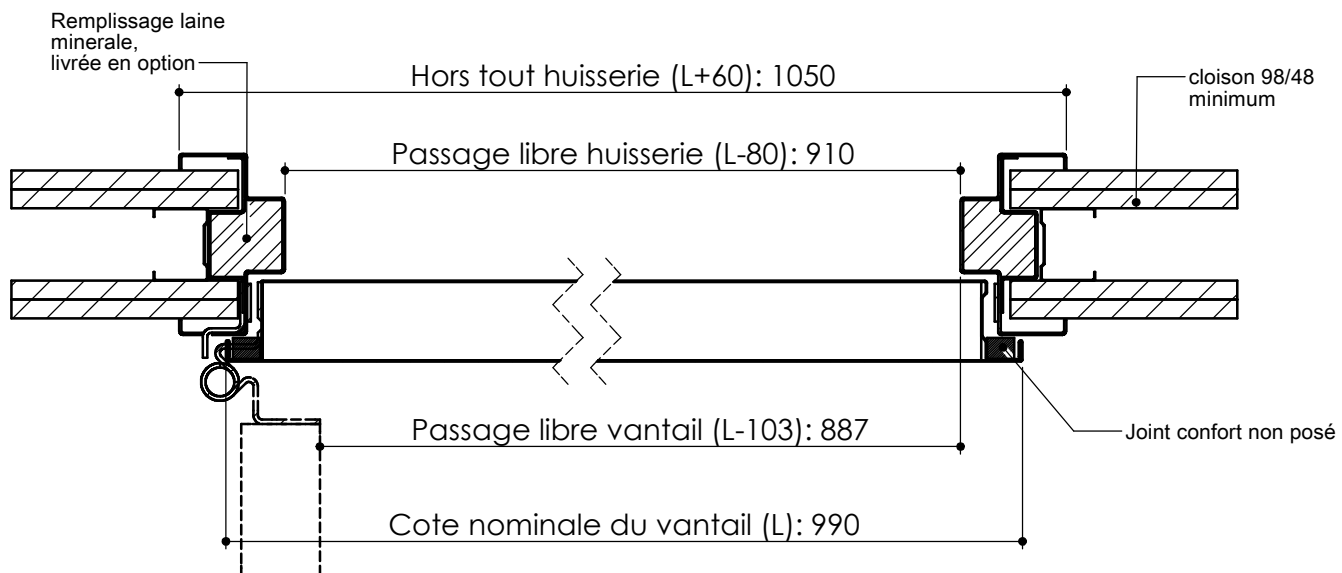 Remplissage laine
minerale,
livrée en option
Hors tout huisserie (L+60): 1050
cloison 98/48
minimum
Passage libre huisserie (L-80): 910
Passage libre vantail (L-103): 887
Joint confort non posé
Cote nominale du vantail (L): 990